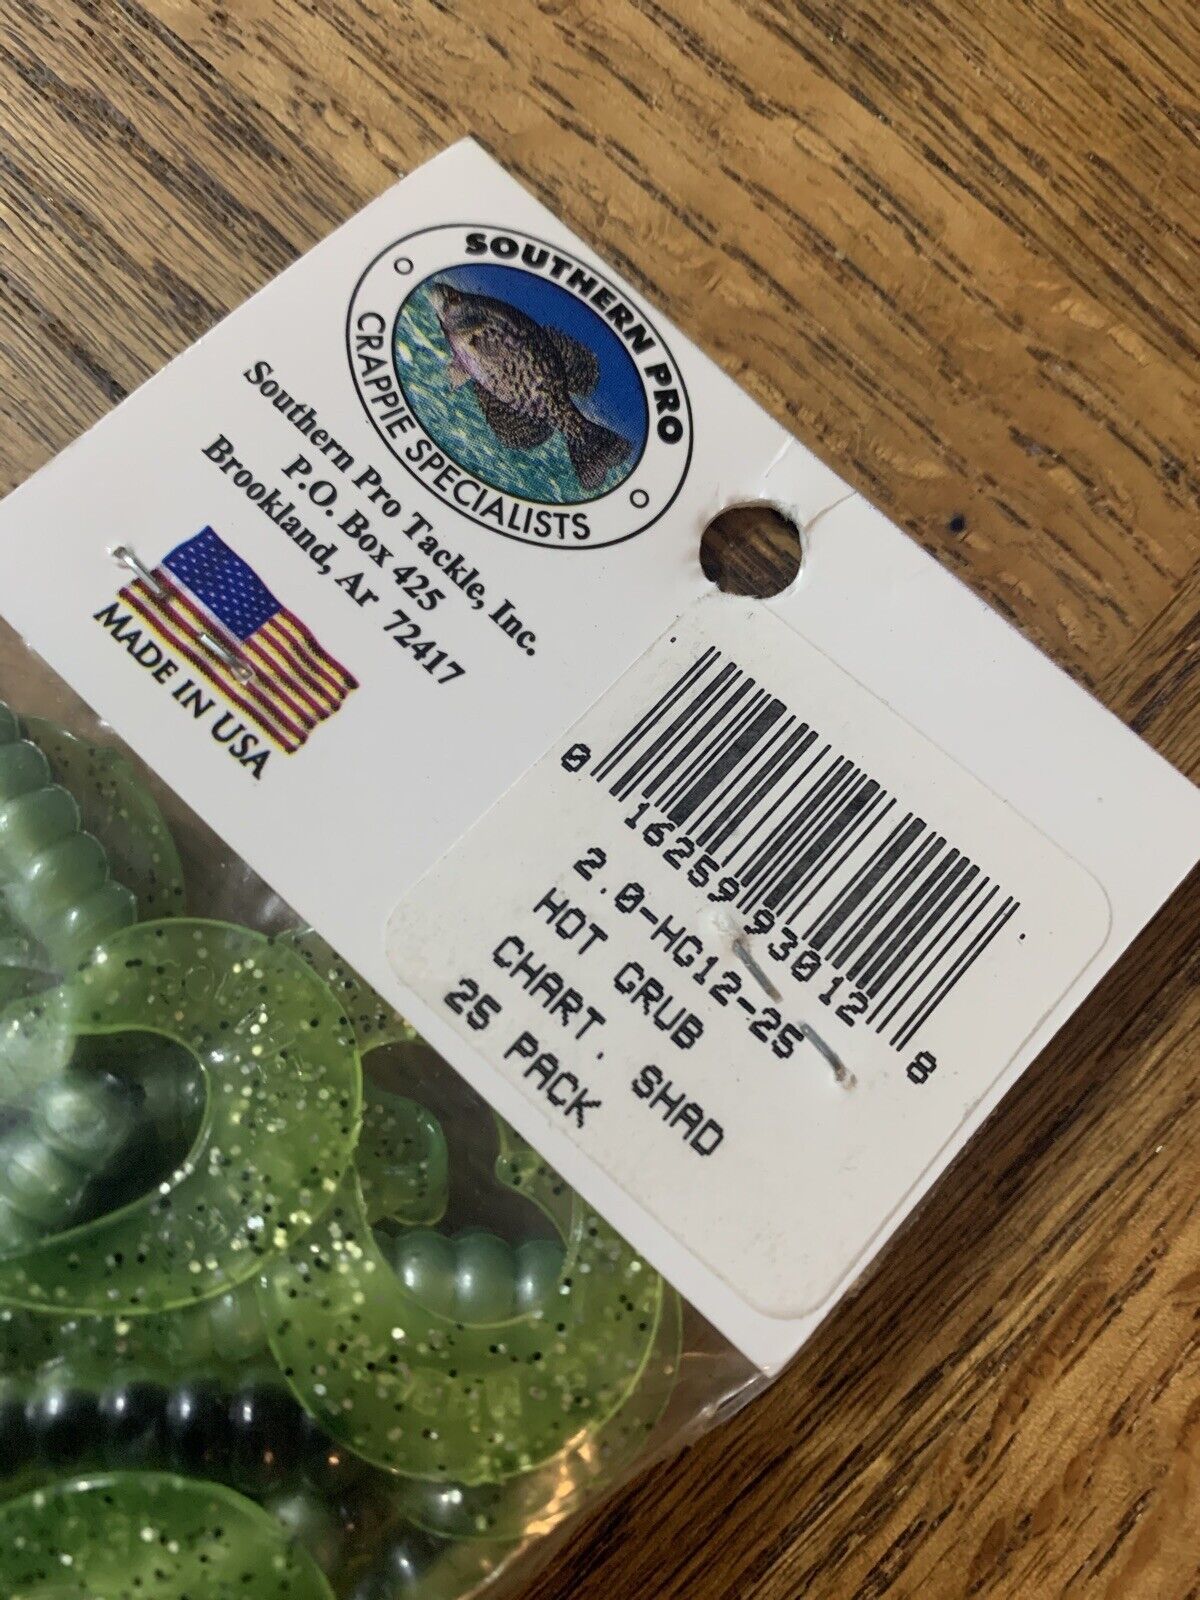 SOUTHERN PRO
CRAPPIE SPECIALISTS
Southern Pro Tackle, Inc.
P.O. Box 425
Brookland, Ar 72417
MADE IN USA
0 16259 93012 8
2.0-HG12-25
HOT GRUB
CHART. SHAD
25 PACK